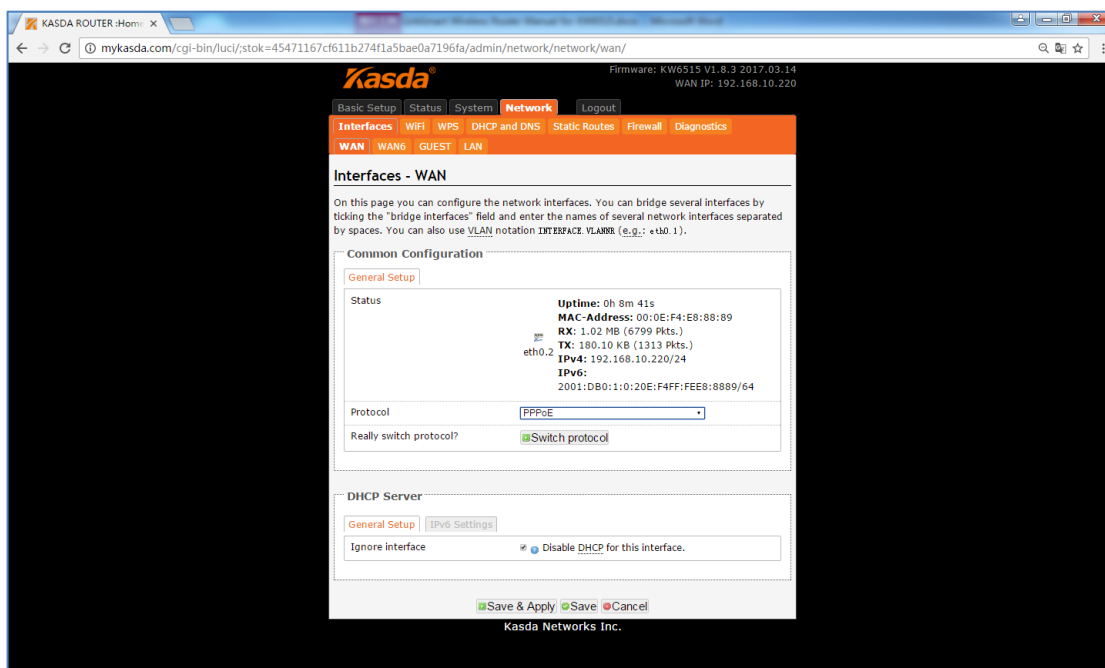 KASDA ROUTER :Home
mykasda.com/cgi-bin/luci/;stok=45471167cf611b274f1a5bae0a7196fa/admin/network/network/wan/
Kasda®
Firmware: KW6515 V1.8.3 2017.03.14
WAN IP: 192.168.10.220
Basic Setup Status System Network Logout
Interfaces WiFi WPS DHCP and DNS Static Routes Firewall Diagnostics
WAN WAN6 GUEST LAN
Interfaces - WAN
On this page you can configure the network interfaces. You can bridge several interfaces by
ticking the "bridge interfaces" field and enter the names of several network interfaces separated
by spaces. You can also use VLAN notation INTERFACE.VLANNR (e.g.: eth0.1).
Common Configuration
General Setup
Status
Uptime: 0h 8m 41s
MAC-Address: 00:0E:F4:E8:88:89
RX: 1.02 MB (6799 Pkts.)
TX: 180.10 KB (1313 Pkts.)
eth0.2
IPv4: 192.168.10.220/24
IPv6:
2001:DB0:1:0:20E:F4FF:FEE8:8889/64
Protocol PPPoE
Really switch protocol? Switch protocol
DHCP Server
General Setup IPv6 Settings
Ignore interface Disable DHCP for this interface.
Save & Apply Save Cancel
Kasda Networks Inc.